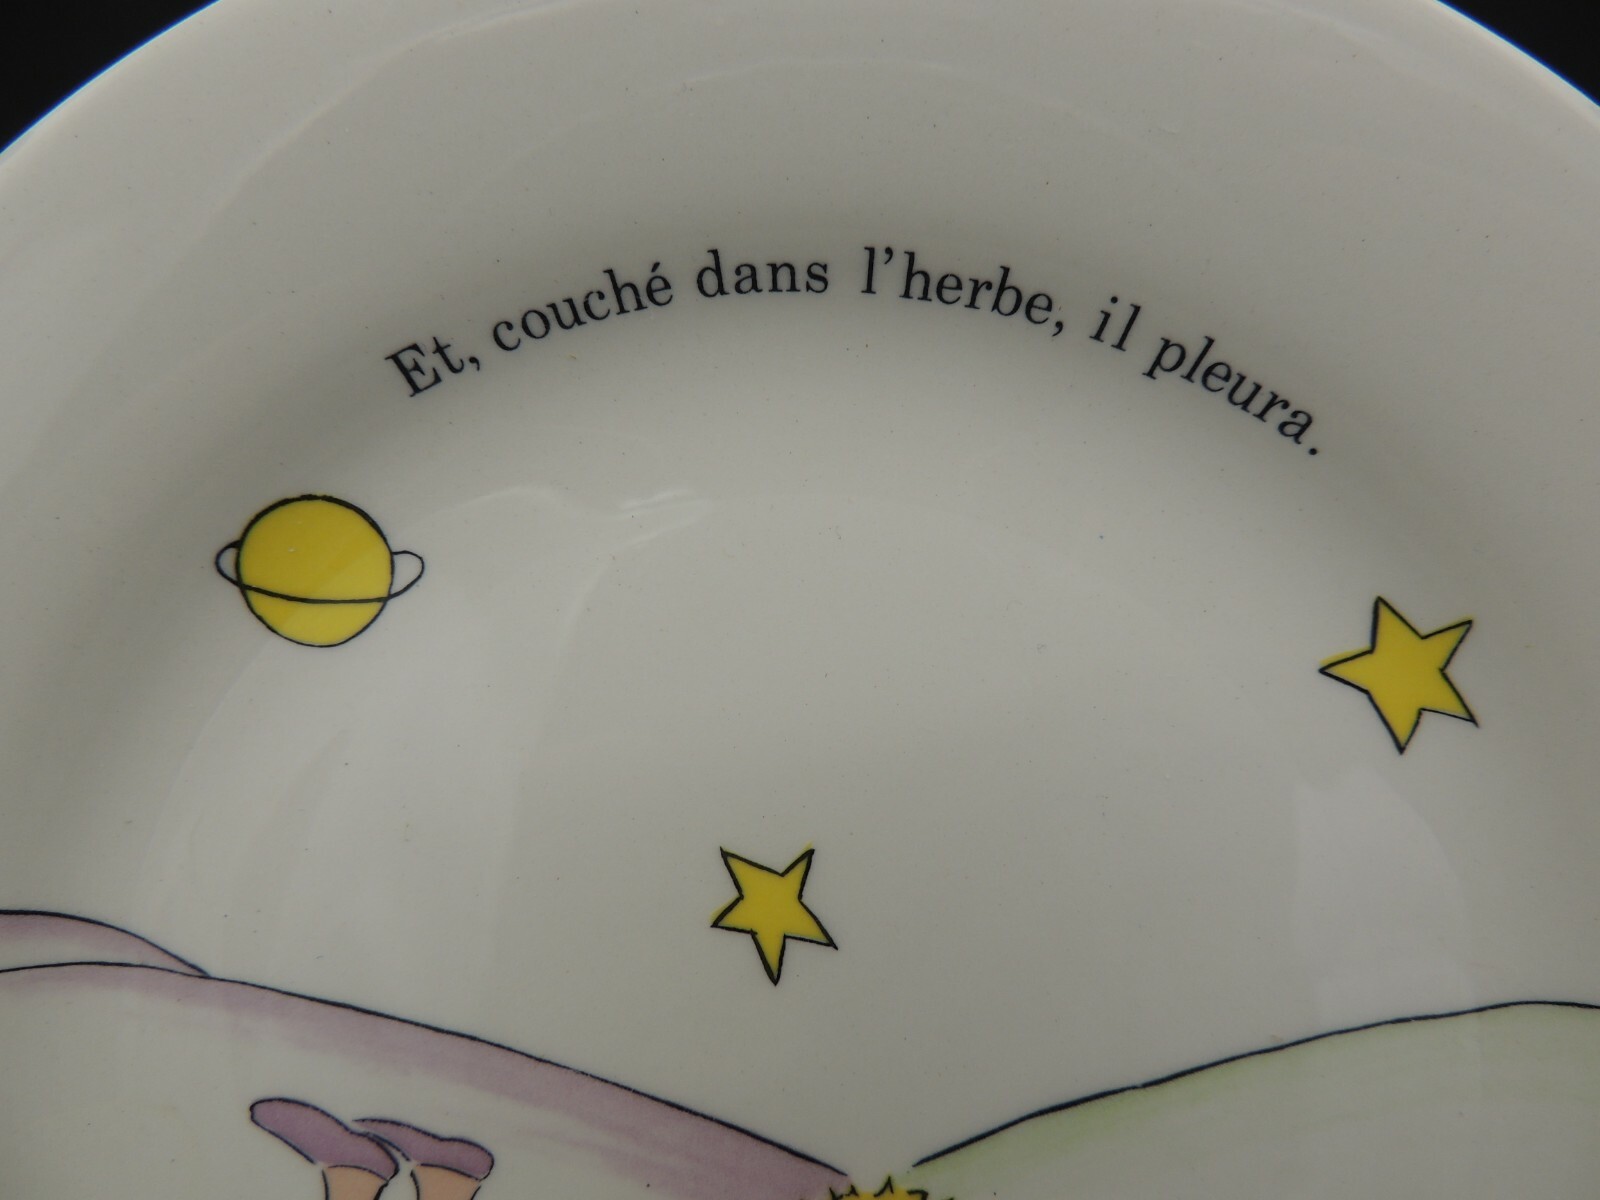 Et, couché dans l'herbe, il pleura.